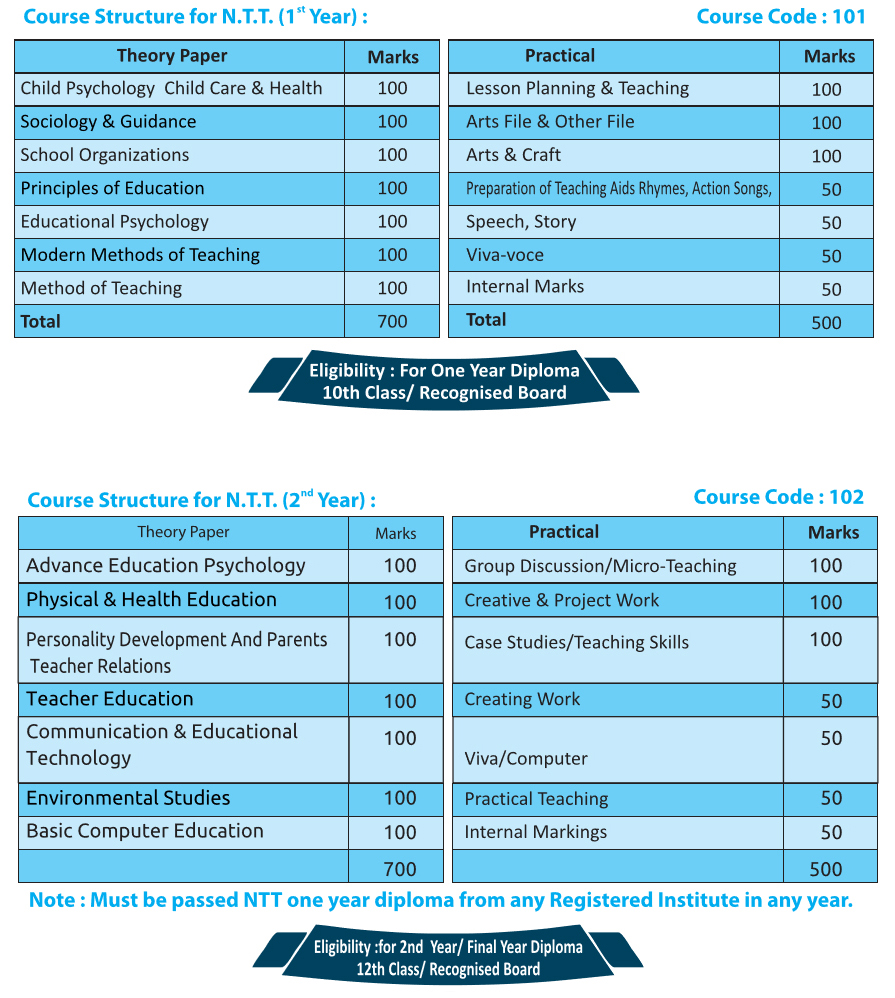 Course Structure for N.T.T. (1st Year) : Course Code : 101
Theory Paper Marks Practical Marks
Child Psychology Child Care & Health 100 Lesson Planning & Teaching 100
Sociology & Guidance 100 Arts File & Other File 100
School Organizations 100 Arts & Craft 100
Principles of Education 100 Preparation of Teaching Aids Rhymes, Action Songs, 50
Educational Psychology 100 Speech, Story 50
Modern Methods of Teaching 100 Viva-voce 50
Method of Teaching 100 Internal Marks 50
Total 700 Total 500
Eligibility : For One Year Diploma
10th Class/ Recognised Board
Course Structure for N.T.T. (2nd Year) : Course Code : 102
Theory Paper Marks Practical Marks
Advance Education Psychology 100 Group Discussion/Micro-Teaching 100
Physical & Health Education 100 Creative & Project Work 100
Personality Development And Parents 100 Case Studies/Teaching Skills 100
Teacher Relations
Teacher Education 100 Creating Work 50
Communication & Educational 100 50
Technology Viva/Computer
Environmental Studies 100 Practical Teaching 50
Basic Computer Education 100 Internal Markings 50
700 500
Note : Must be passed NTT one year diploma from any Registered Institute in any year.
Eligibility :for 2nd Year/ Final Year Diploma
12th Class/ Recognised Board